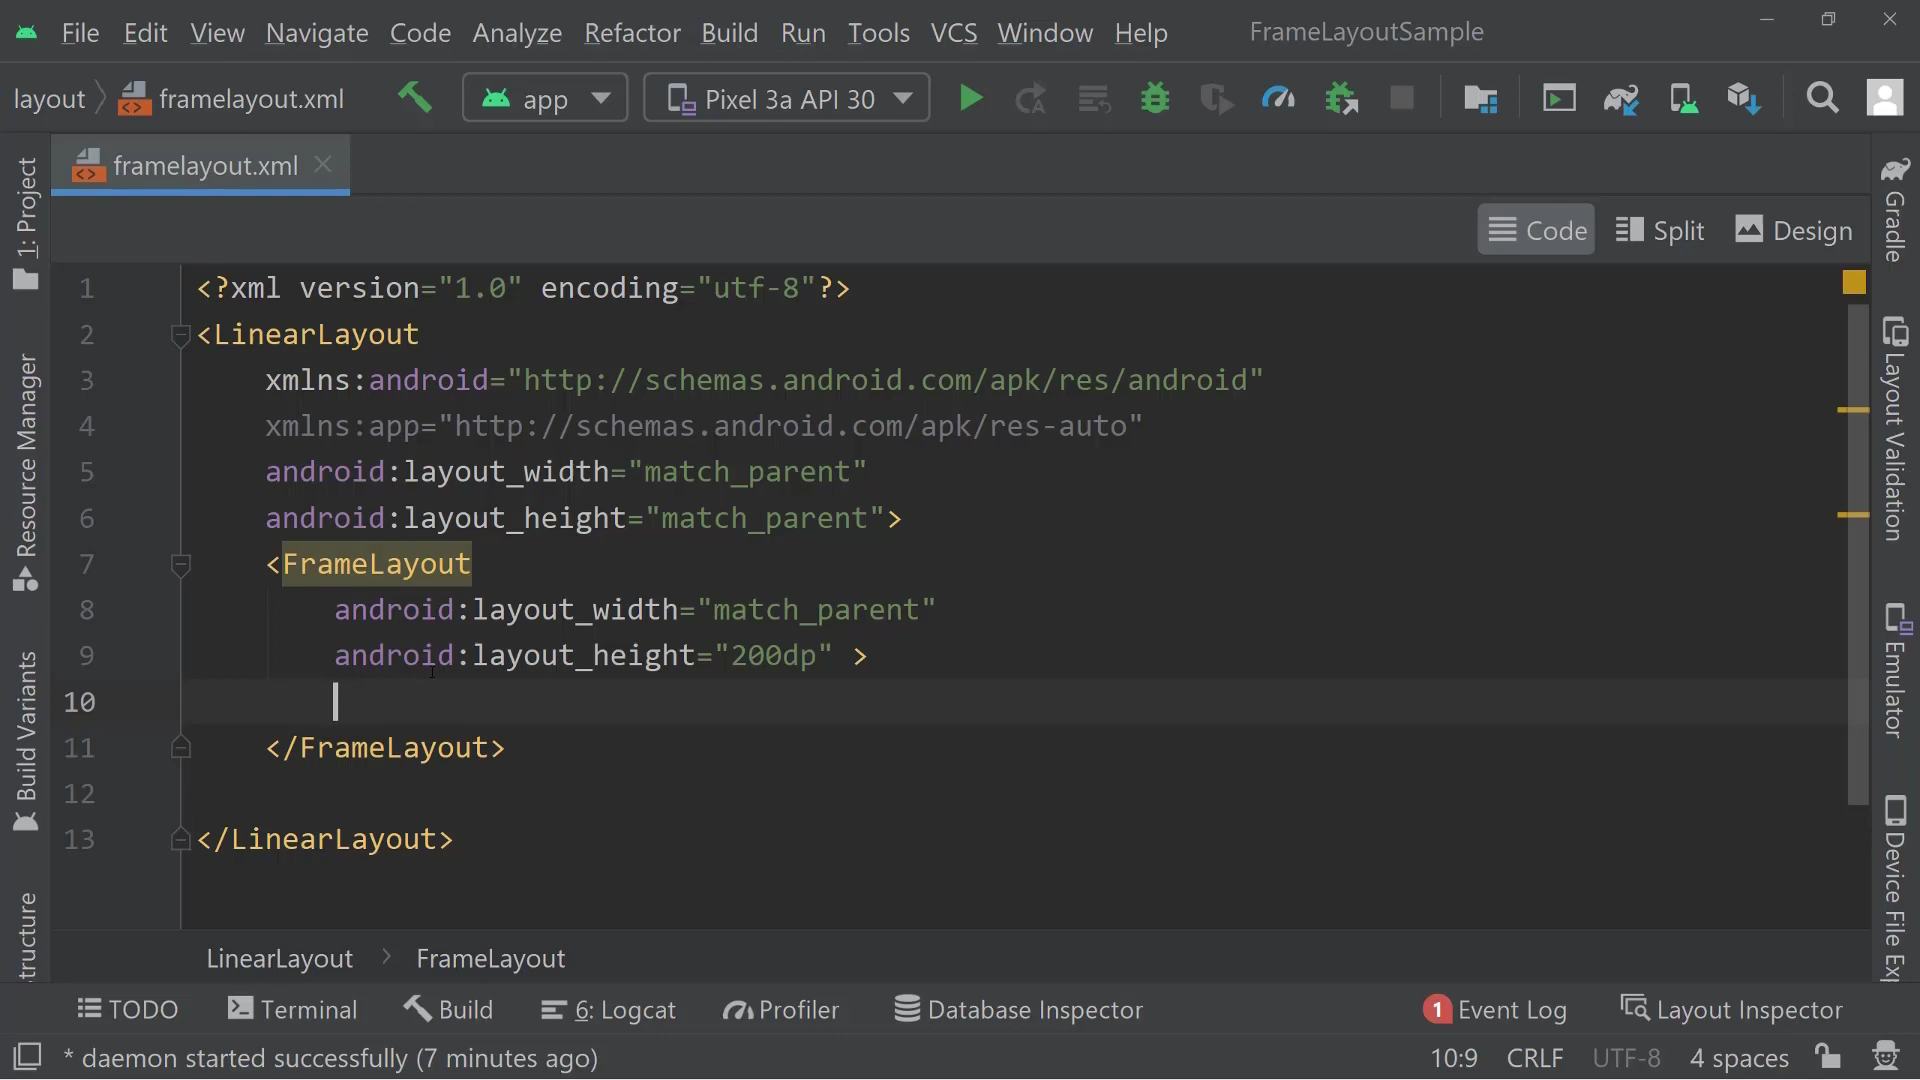 File Edit View Navigate Code Analyze Refactor Build Run Tools VCS Window Help FrameLayoutSample
layout framelayout.xml app Pixel 3a API 30
framelayout.xml
Code Split Design
1: Project
Resource Manager
Build Variants
tructure
1 <?xml version="1.0" encoding="utf-8"?>
2 <LinearLayout
3 xmlns:android="http://schemas.android.com/apk/res/android"
4 xmlns:app="http://schemas.android.com/apk/res-auto"
5 android:layout_width="match_parent"
6 android:layout_height="match_parent">
7 <FrameLayout
8 android:layout_width="match_parent"
9 android:layout_height="200dp" >
10
11 </FrameLayout>
12
13 </LinearLayout>
Gradle
Layout Validation
Emulator
Device File Exp
LinearLayout FrameLayout
TODO Terminal Build 6: Logcat Profiler Database Inspector 1 Event Log Layout Inspector
* daemon started successfully (7 minutes ago) 10:9 CRLF UTF-8 4 spaces